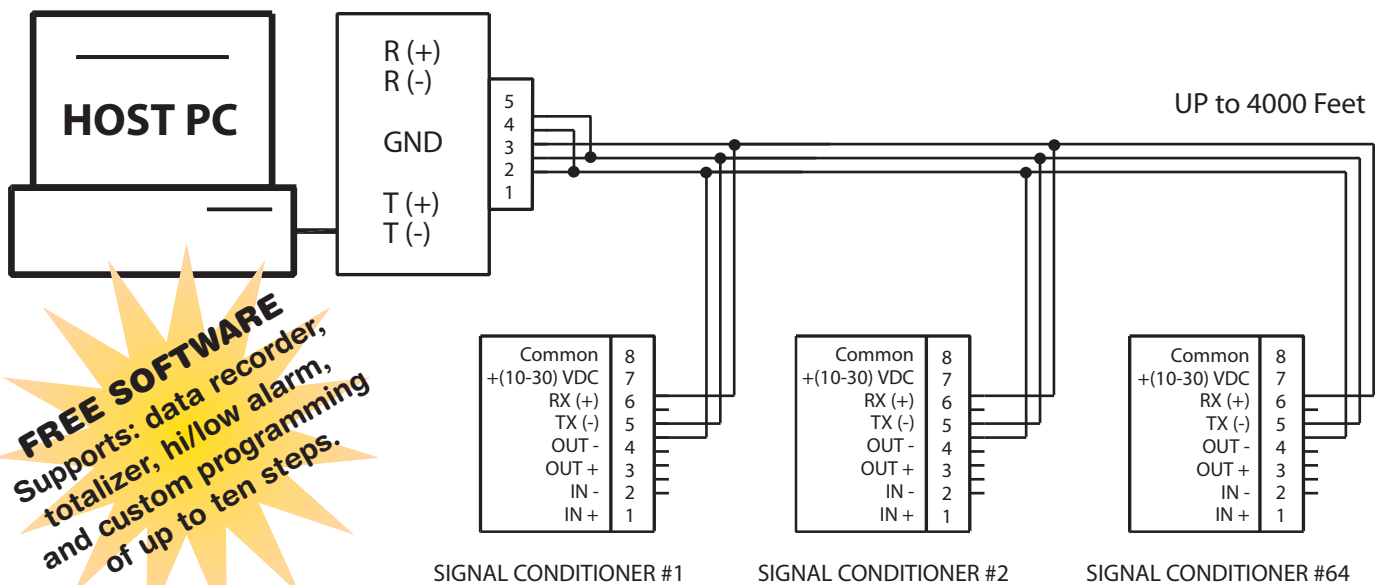 HOST PC
R (+)
R (-)
GND
T (+)
T (-)
5
4
3
2
1
UP to 4000 Feet
FREE SOFTWARE
Supports: data recorder,
totalizer, hi/low alarm,
and custom programming
of up to ten steps.
Common 8
+(10-30) VDC 7
RX (+) 6
TX (-) 5
OUT - 4
OUT + 3
IN - 2
IN + 1
SIGNAL CONDITIONER #1
Common 8
+(10-30) VDC 7
RX (+) 6
TX (-) 5
OUT - 4
OUT + 3
IN - 2
IN + 1
SIGNAL CONDITIONER #2
Common 8
+(10-30) VDC 7
RX (+) 6
TX (-) 5
OUT - 4
OUT + 3
IN - 2
IN + 1
SIGNAL CONDITIONER #64